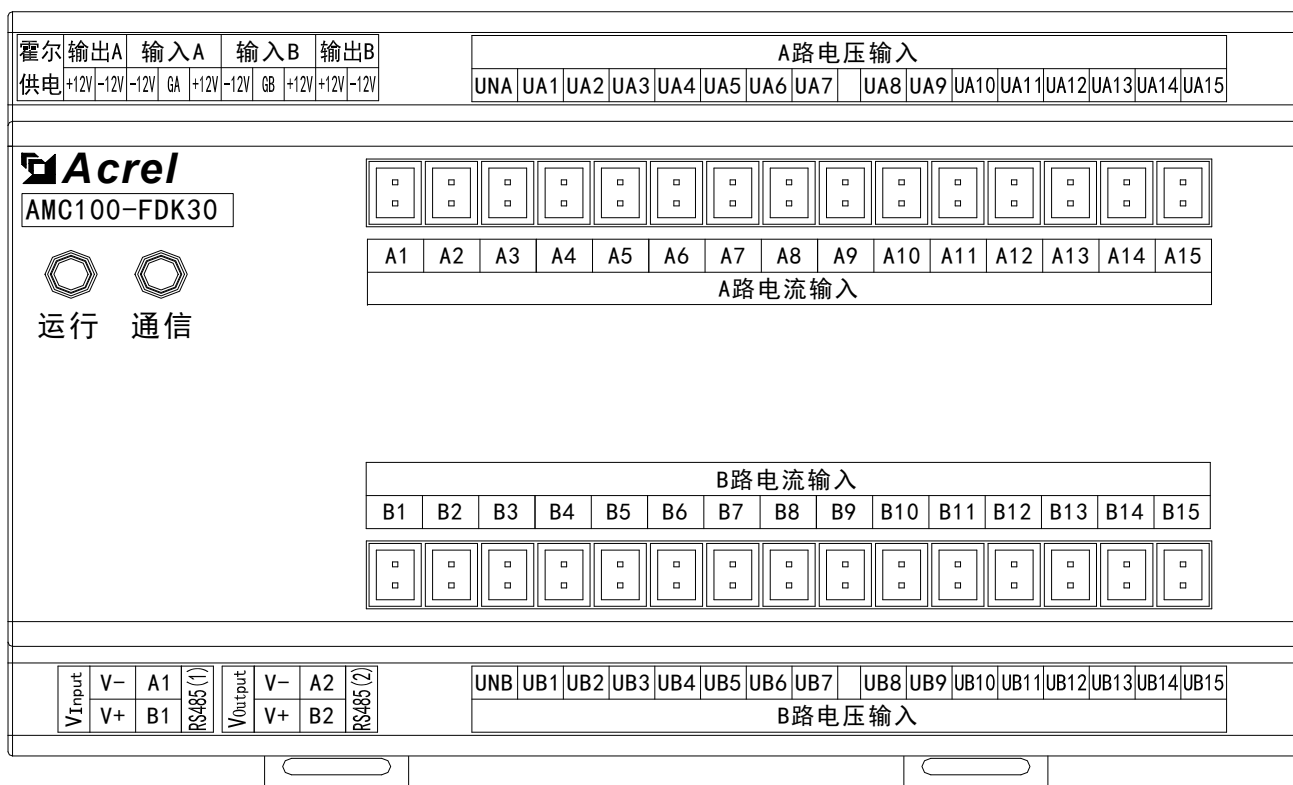 霍尔 输出A 输入A 输入B 输出B
供电 +12V -12V -12V GA +12V -12V GB +12V +12V -12V
A路电压输入
UNA UA1 UA2 UA3 UA4 UA5 UA6 UA7 UA8 UA9 UA10 UA11 UA12 UA13 UA14 UA15
Acrel
AMC100-FDK30
运行 通信
A1 A2 A3 A4 A5 A6 A7 A8 A9 A10 A11 A12 A13 A14 A15
A路电流输入
B路电流输入
B1 B2 B3 B4 B5 B6 B7 B8 B9 B10 B11 B12 B13 B14 B15
VInput V- A1 RS485(1) VOutput V- A2 RS485(2)
V+ B1 V+ B2
UNB UB1 UB2 UB3 UB4 UB5 UB6 UB7 UB8 UB9 UB10 UB11 UB12 UB13 UB14 UB15
B路电压输入